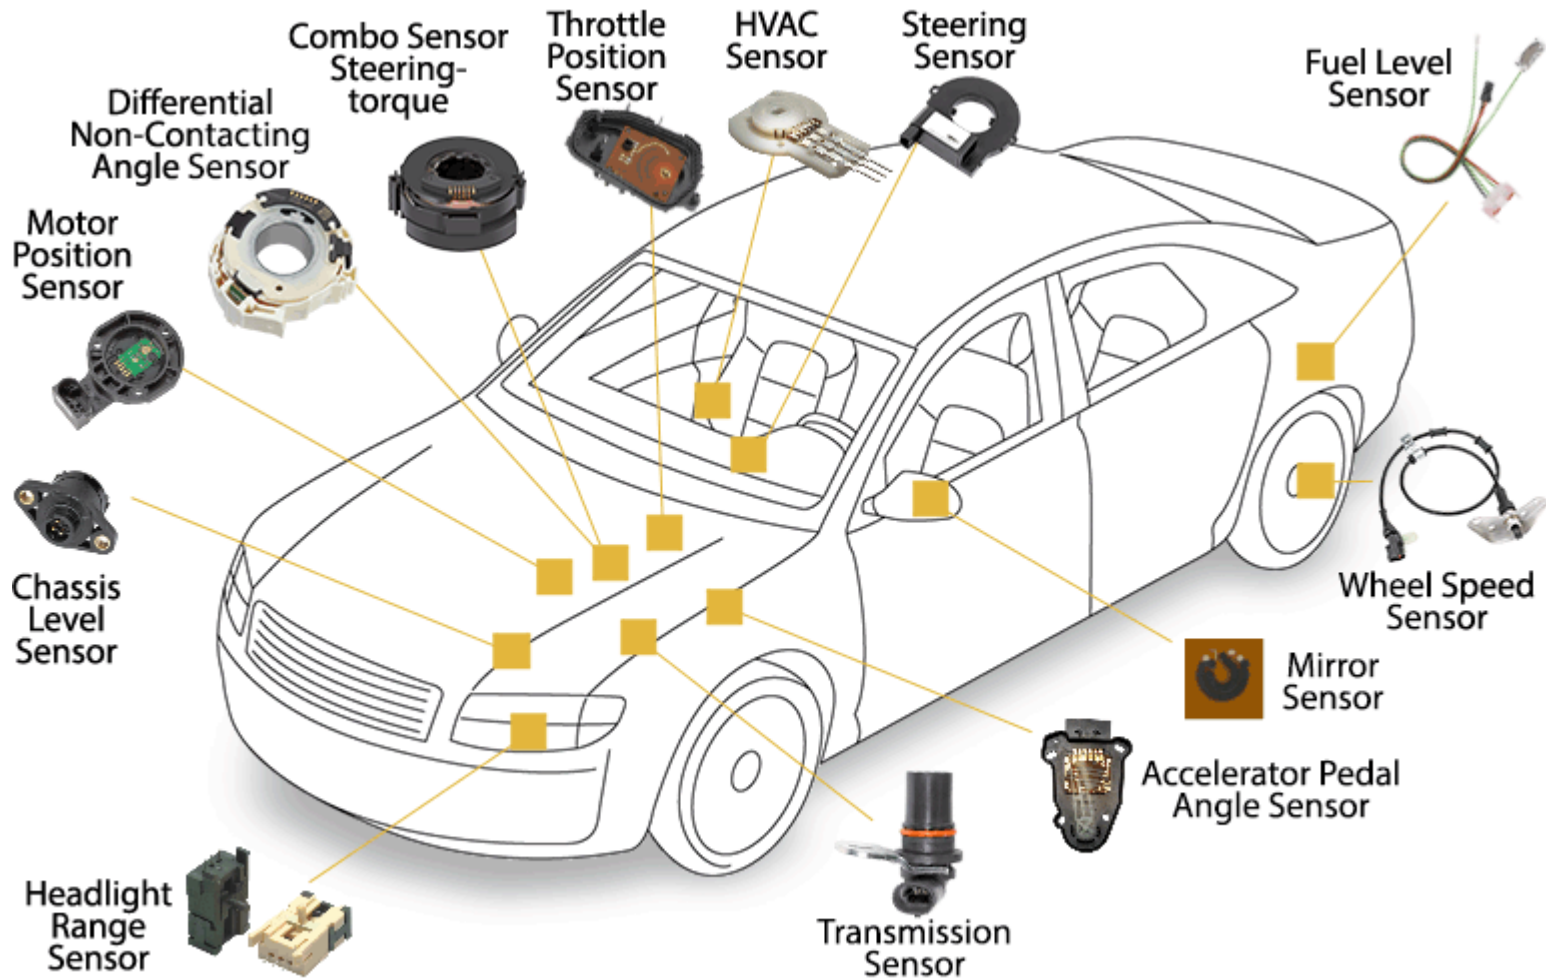 Throttle
Position
Sensor
HVAC
Sensor
Steering
Sensor
Combo Sensor
Steering-
torque
Fuel Level
Sensor
Differential
Non-Contacting
Angle Sensor
Motor
Position
Sensor
Chassis
Level
Sensor
Wheel Speed
Sensor
Mirror
Sensor
Accelerator Pedal
Angle Sensor
Headlight
Range
Sensor
Transmission
Sensor